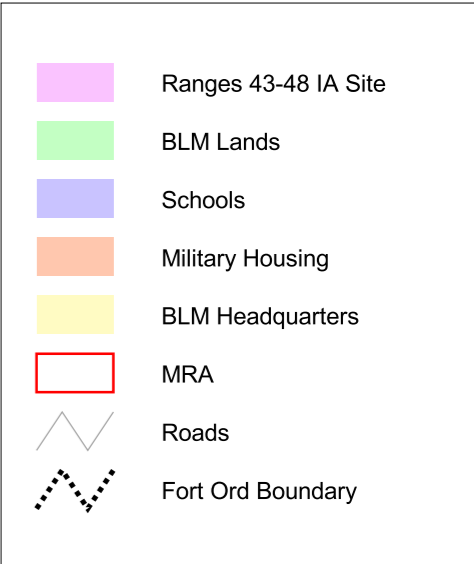 Ranges 43-48 IA Site
BLM Lands
Schools
Military Housing
BLM Headquarters
MRA
Roads
Fort Ord Boundary